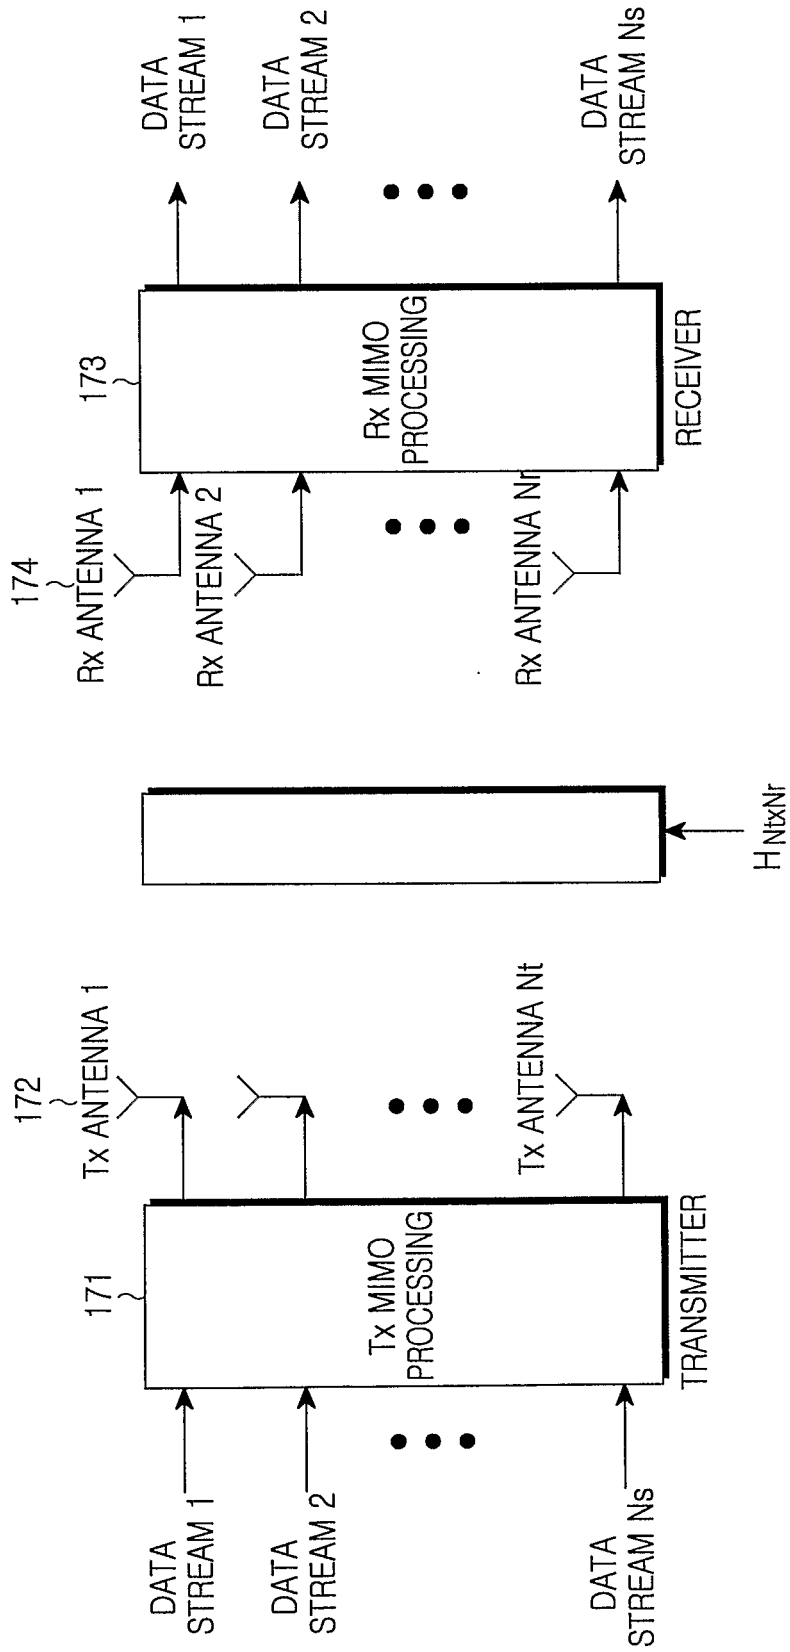 DATA
STREAM 1
DATA
STREAM 2
DATA
STREAM Ns
171
Tx MIMO
PROCESSING
TRANSMITTER
172
Tx ANTENNA 1
Tx ANTENNA Nt
HNtxNr
174
Rx ANTENNA 1
Rx ANTENNA 2
Rx ANTENNA Nr
173
Rx MIMO
PROCESSING
RECEIVER
DATA
STREAM 1
DATA
STREAM 2
DATA
STREAM Ns